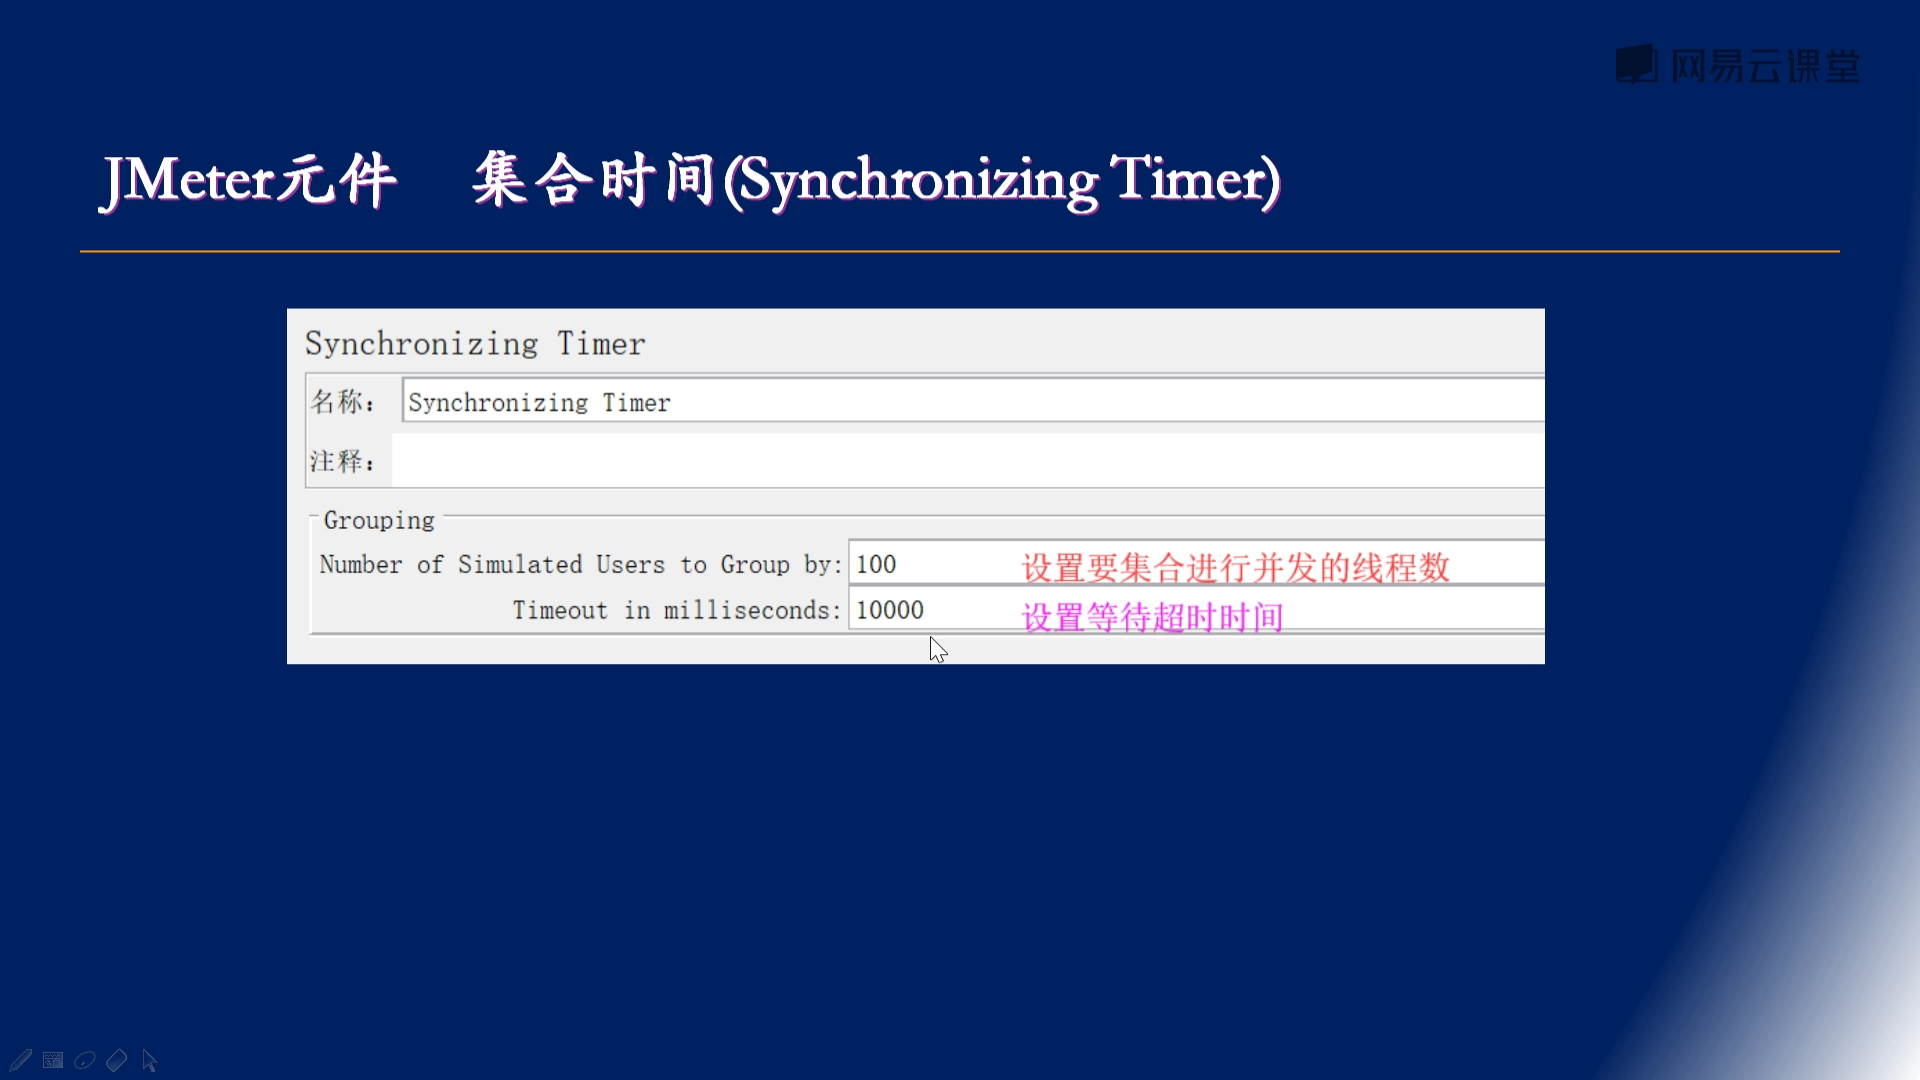 网易云课堂
JMeter元件 集合时间(Synchronizing Timer)
Synchronizing Timer
名称： Synchronizing Timer
注释：
Grouping
Number of Simulated Users to Group by: 100 设置要集合进行并发的线程数
Timeout in milliseconds: 10000 设置等待超时时间